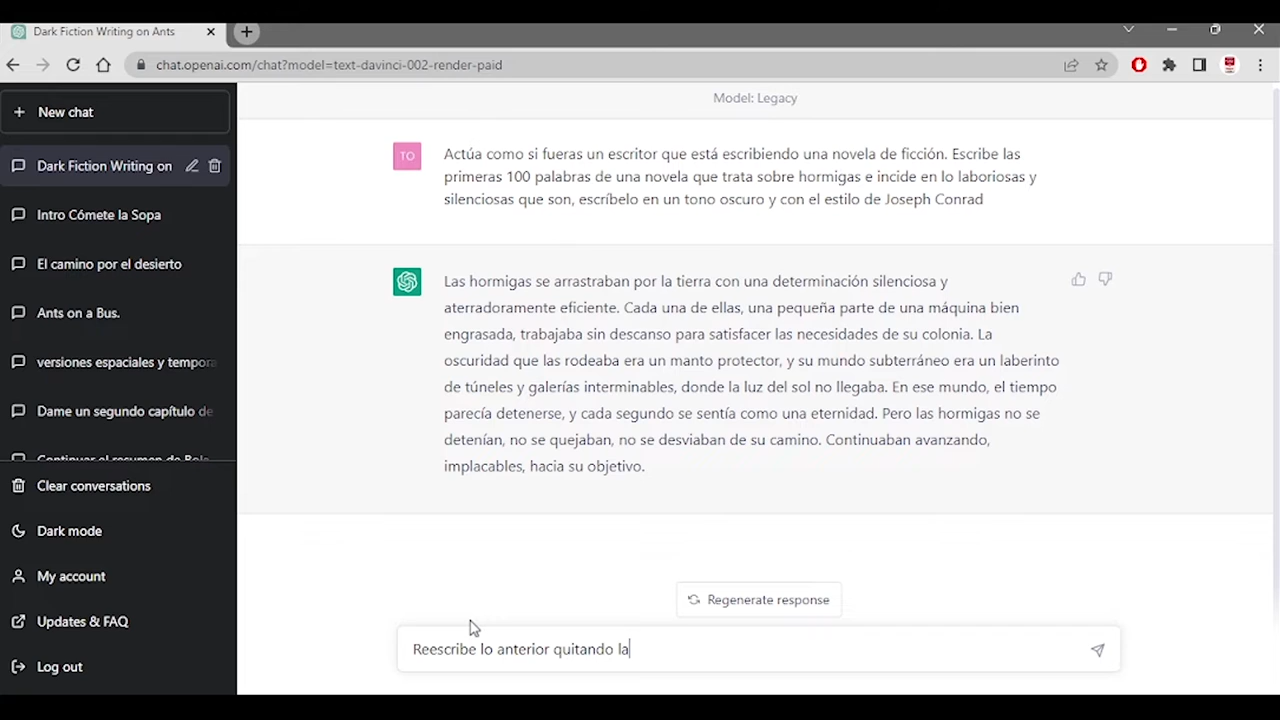 Dark Fiction Writing on Ants
chat.openai.com/chat?model=text-davinci-002-render-paid
New chat
Dark Fiction Writing on
Intro Cómete la Sopa
El camino por el desierto
Ants on a Bus.
versiones espaciales y tempora
Dame un segundo capítulo de
Continuar el resumen de Bola
Clear conversations
Dark mode
My account
Updates & FAQ
Log out
Model: Legacy
TO
Actúa como si fueras un escritor que está escribiendo una novela de ficción. Escribe las
primeras 100 palabras de una novela que trata sobre hormigas e incide en lo laboriosas y
silenciosas que son, escríbelo en un tono oscuro y con el estilo de Joseph Conrad
Las hormigas se arrastraban por la tierra con una determinación silenciosa y
aterradoramente eficiente. Cada una de ellas, una pequeña parte de una máquina bien
engrasada, trabajaba sin descanso para satisfacer las necesidades de su colonia. La
oscuridad que las rodeaba era un manto protector, y su mundo subterráneo era un laberinto
de túneles y galerías interminables, donde la luz del sol no llegaba. En ese mundo, el tiempo
parecía detenerse, y cada segundo se sentía como una eternidad. Pero las hormigas no se
detenían, no se quejaban, no se desviaban de su camino. Continuaban avanzando,
implacables, hacia su objetivo.
Regenerate response
Reescribe lo anterior quitando la